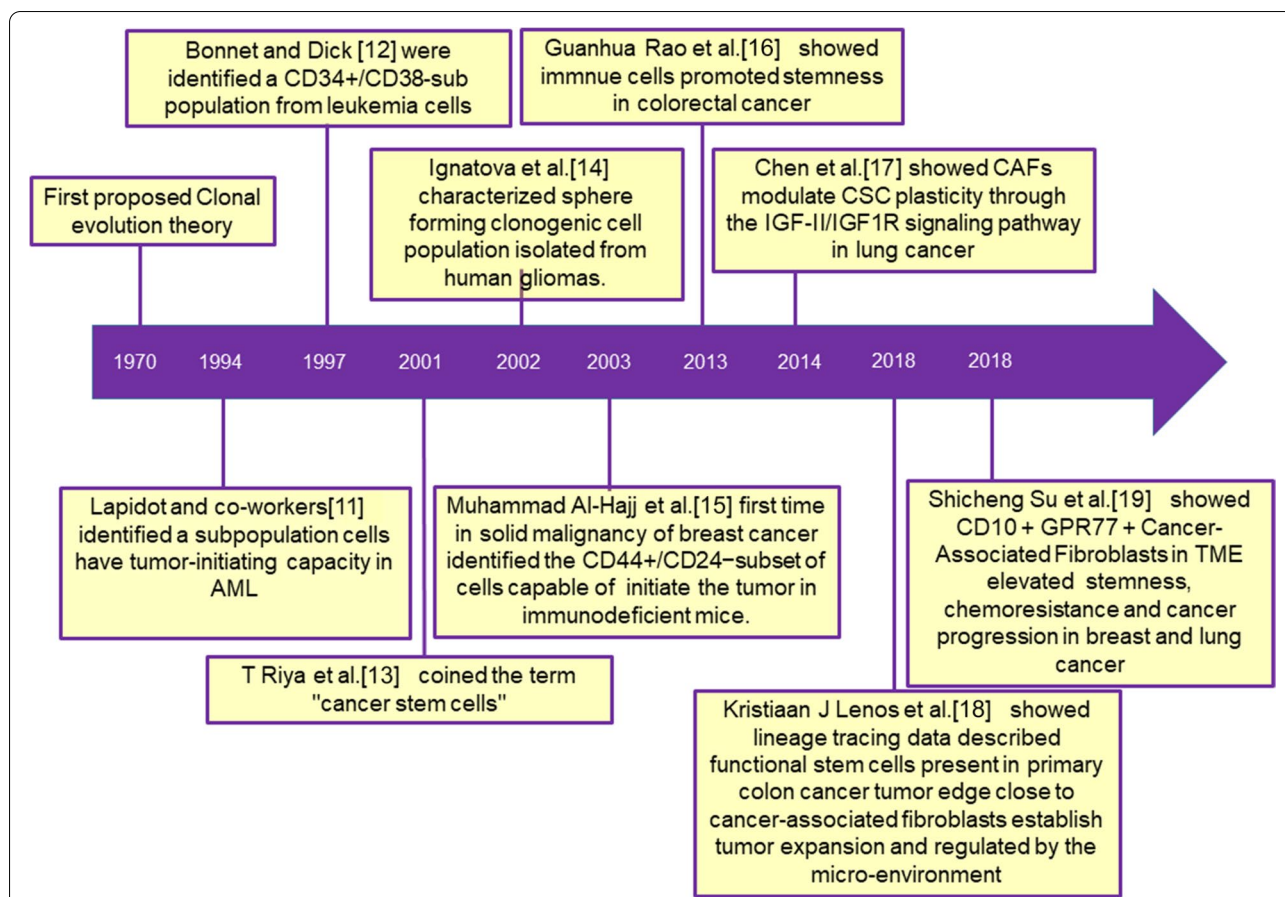 Bonnet and Dick [12] were
identified a CD34+/CD38-sub
population from leukemia cells
Guanhua Rao et al.[16] showed
immnue cells promoted stemness
in colorectal cancer
First proposed Clonal
evolution theory
Ignatova et al.[14]
characterized sphere
forming clonogenic cell
population isolated from
human gliomas.
Chen et al.[17] showed CAFs
modulate CSC plasticity through
the IGF-II/IGF1R signaling pathway
in lung cancer
1970 1994 1997 2001 2002 2003 2013 2014 2018 2018
Lapidot and co-workers[11]
identified a subpopulation cells
have tumor-initiating capacity in
AML
Muhammad Al-Hajj et al.[15] first time
in solid malignancy of breast cancer
identified the CD44+/CD24−subset of
cells capable of initiate the tumor in
immunodeficient mice.
Shicheng Su et al.[19] showed
CD10 + GPR77 + Cancer-
Associated Fibroblasts in TME
elevated stemness,
chemoresistance and cancer
progression in breast and lung
cancer
T Riya et al.[13] coined the term
"cancer stem cells"
Kristiaan J Lenos et al.[18] showed
lineage tracing data described
functional stem cells present in primary
colon cancer tumor edge close to
cancer-associated fibroblasts establish
tumor expansion and regulated by the
micro-environment